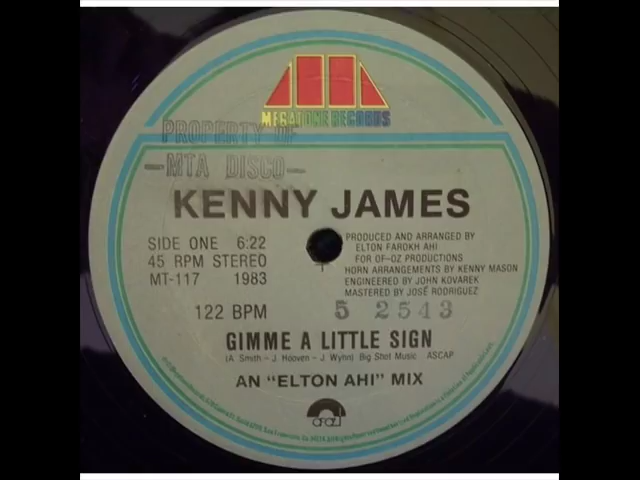 MEGATONE RECORDS
PROPERTY OF
-MTA DISCO-
KENNY JAMES
SIDE ONE 6:22
45 RPM STEREO
MT-117 1983
122 BPM
PRODUCED AND ARRANGED BY
ELTON FAROKH AHI
FOR OF-OZ PRODUCTIONS
HORN ARRANGEMENTS BY KENNY MASON
ENGINEERED BY JOHN KOVAREK
MASTERED BY JOSÉ RODRIGUEZ
5 2543
GIMME A LITTLE SIGN
(A. Smith - J. Hooven - J. Wynn) Big Shot Music ASCAP
AN "ELTON AHI" MIX